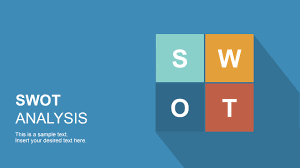 S W
O T
SWOT
ANALYSIS
This is a sample text.
Insert your desired text here.